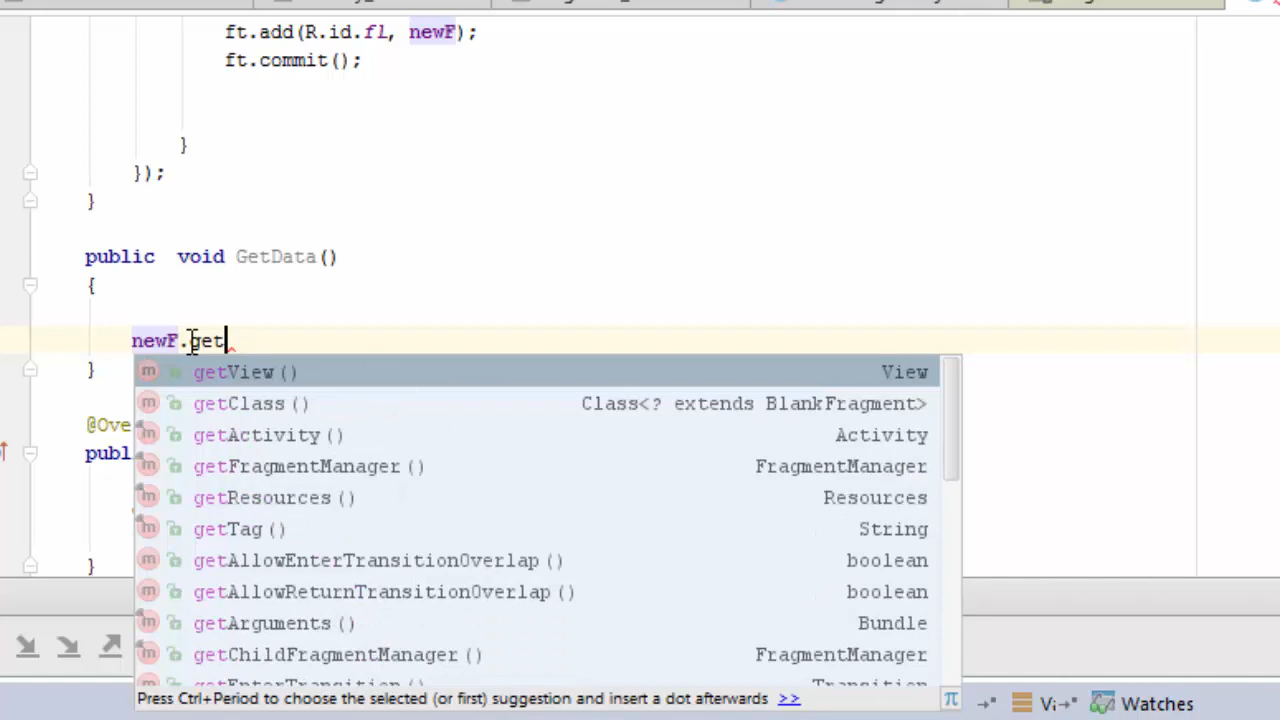 ft.add(R.id.fl, newF);
ft.commit();
}
});
}
public void GetData()
{
newF.get
}
getView() View
getClass() Class<? extends BlankFragment>
@Ove
getActivity() Activity
publ
getFragmentManager() FragmentManager
getResources() Resources
getTag() String
getAllowEnterTransitionOverlap() boolean
}
getAllowReturnTransitionOverlap() boolean
getArguments() Bundle
getChildFragmentManager() FragmentManager
getEnterTransition() Transition
Press Ctrl+Period to choose the selected (or first) suggestion and insert a dot afterwards >>
π
Watches